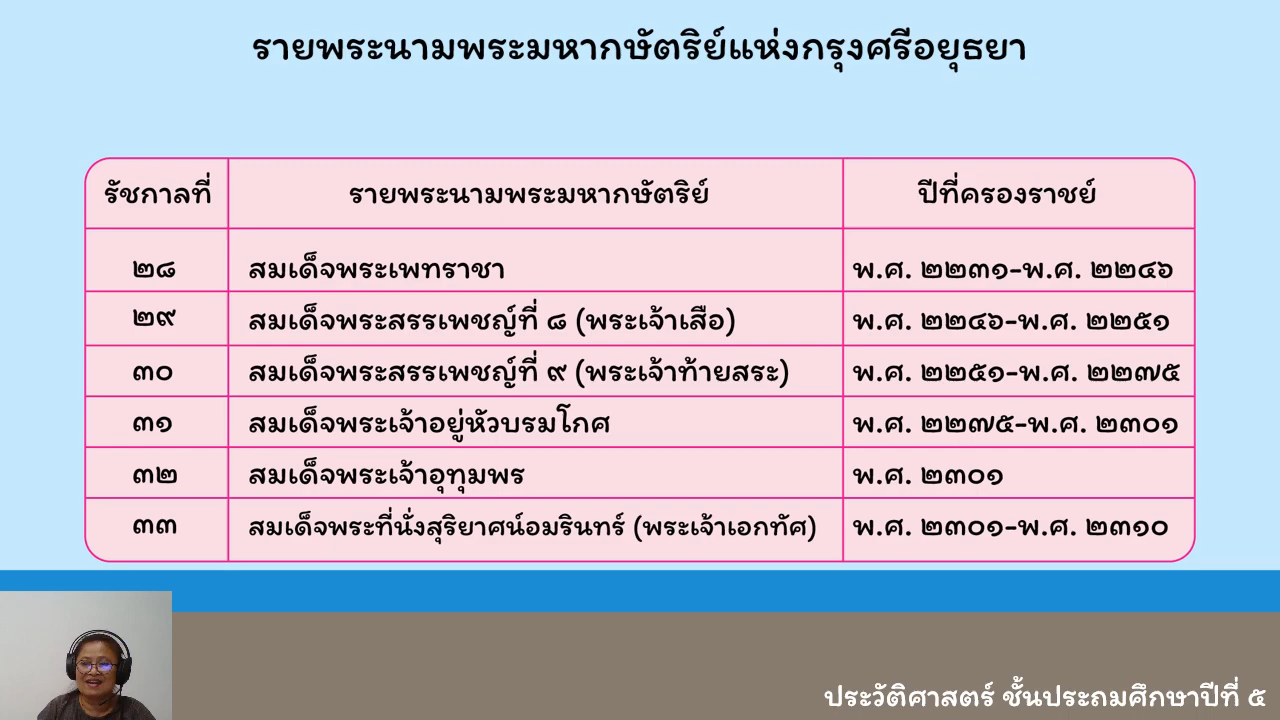 รายพระนามพระมหากษัตริย์แห่งกรุงศรีอยุธยา
รัชกาลที่ รายพระนามพระมหากษัตริย์ ปีที่ครองราชย์
๒๘ สมเด็จพระเพทราชา พ.ศ. ๒๒๓๑-พ.ศ. ๒๒๔๖
๒๙ สมเด็จพระสรรเพชญ์ที่ ๘ (พระเจ้าเสือ) พ.ศ. ๒๒๔๖-พ.ศ. ๒๒๕๑
๓๐ สมเด็จพระสรรเพชญ์ที่ ๙ (พระเจ้าท้ายสระ) พ.ศ. ๒๒๕๑-พ.ศ. ๒๒๗๕
๓๑ สมเด็จพระเจ้าอยู่หัวบรมโกศ พ.ศ. ๒๒๗๕-พ.ศ. ๒๓๐๑
๓๒ สมเด็จพระเจ้าอุทุมพร พ.ศ. ๒๓๐๑
๓๓ สมเด็จพระที่นั่งสุริยาศน์อมรินทร์ (พระเจ้าเอกทัศ) พ.ศ. ๒๓๐๑-พ.ศ. ๒๓๑๐
ประวัติศาสตร์ ชั้นประถมศึกษาปีที่ ๕